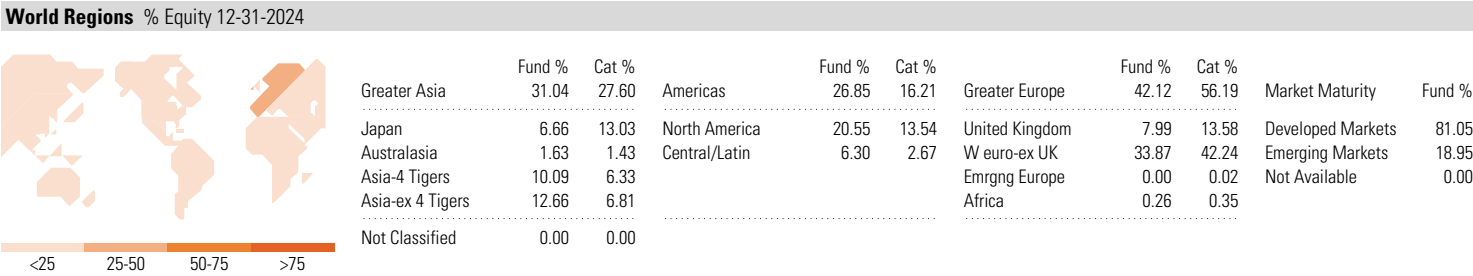 World Regions % Equity 12-31-2024
Fund % Cat % Fund % Cat % Fund % Cat %
Greater Asia 31.04 27.60 Americas 26.85 16.21 Greater Europe 42.12 56.19 Market Maturity Fund %
Japan 6.66 13.03 North America 20.55 13.54 United Kingdom 7.99 13.58 Developed Markets 81.05
Australasia 1.63 1.43 Central/Latin 6.30 2.67 W euro-ex UK 33.87 42.24 Emerging Markets 18.95
Asia-4 Tigers 10.09 6.33 Emrgng Europe 0.00 0.02 Not Available 0.00
Asia-ex 4 Tigers 12.66 6.81 Africa 0.26 0.35
Not Classified 0.00 0.00
<25 25-50 50-75 >75